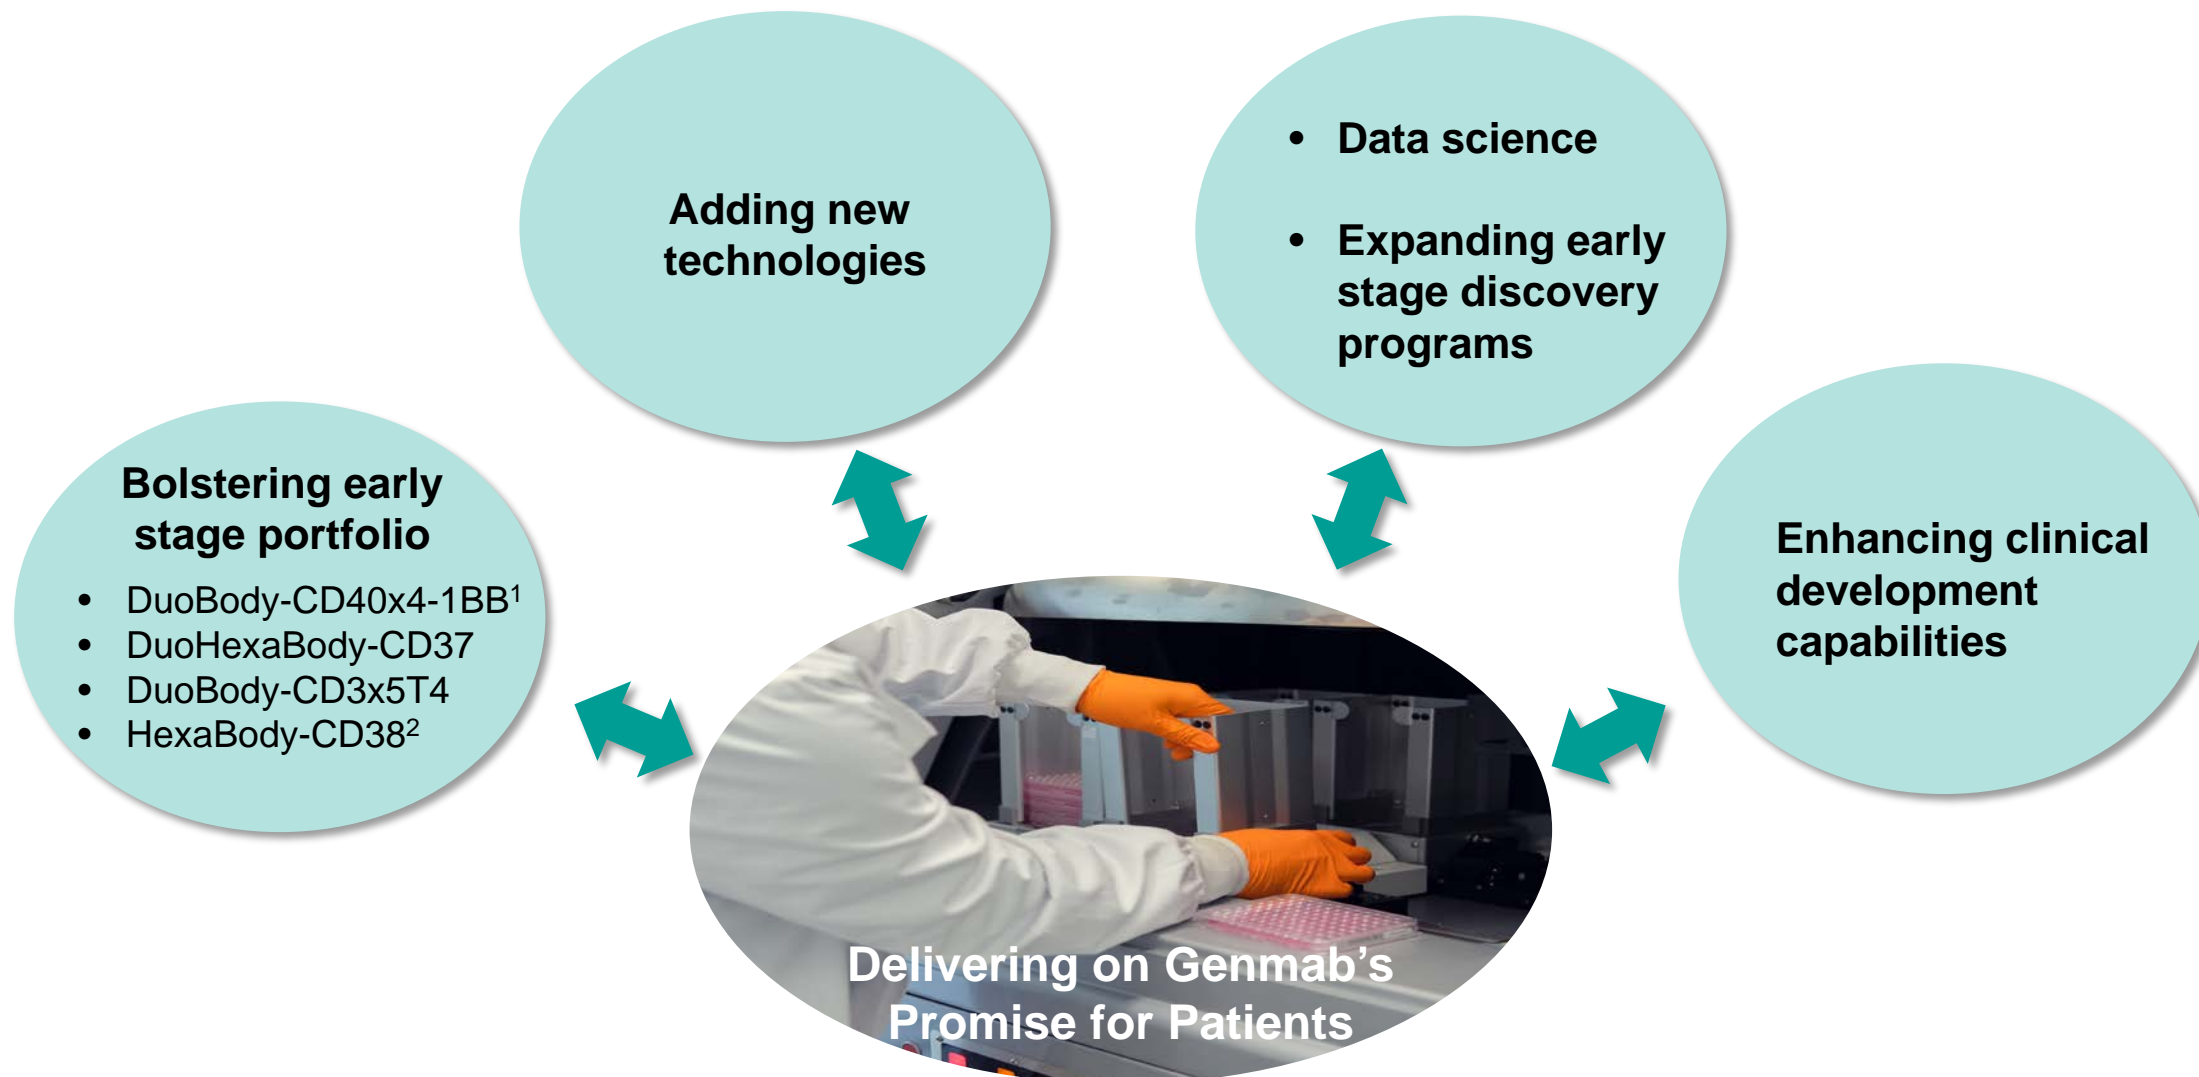 Adding new
technologies
• Data science
• Expanding early
stage discovery
programs
Bolstering early
stage portfolio
• DuoBody-CD40x4-1BB¹
• DuoHexaBody-CD37
• DuoBody-CD3x5T4
• HexaBody-CD38²
Enhancing clinical
development
capabilities
Delivering on Genmab’s
Promise for Patients